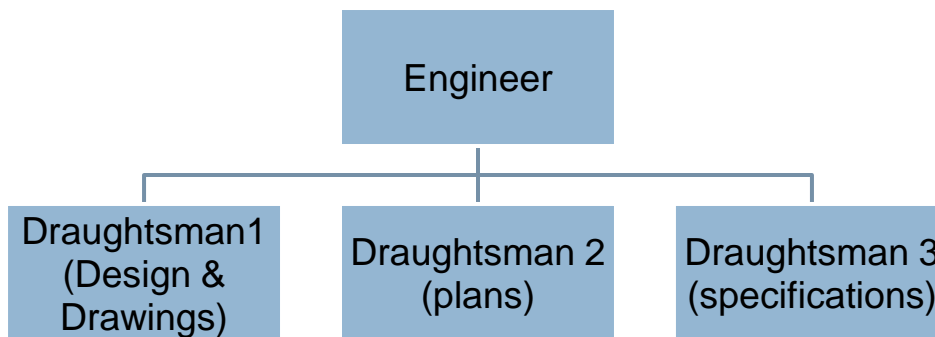 Engineer
Draughtsman1
(Design &
Drawings)
Draughtsman 2
(plans)
Draughtsman 3
(specifications)